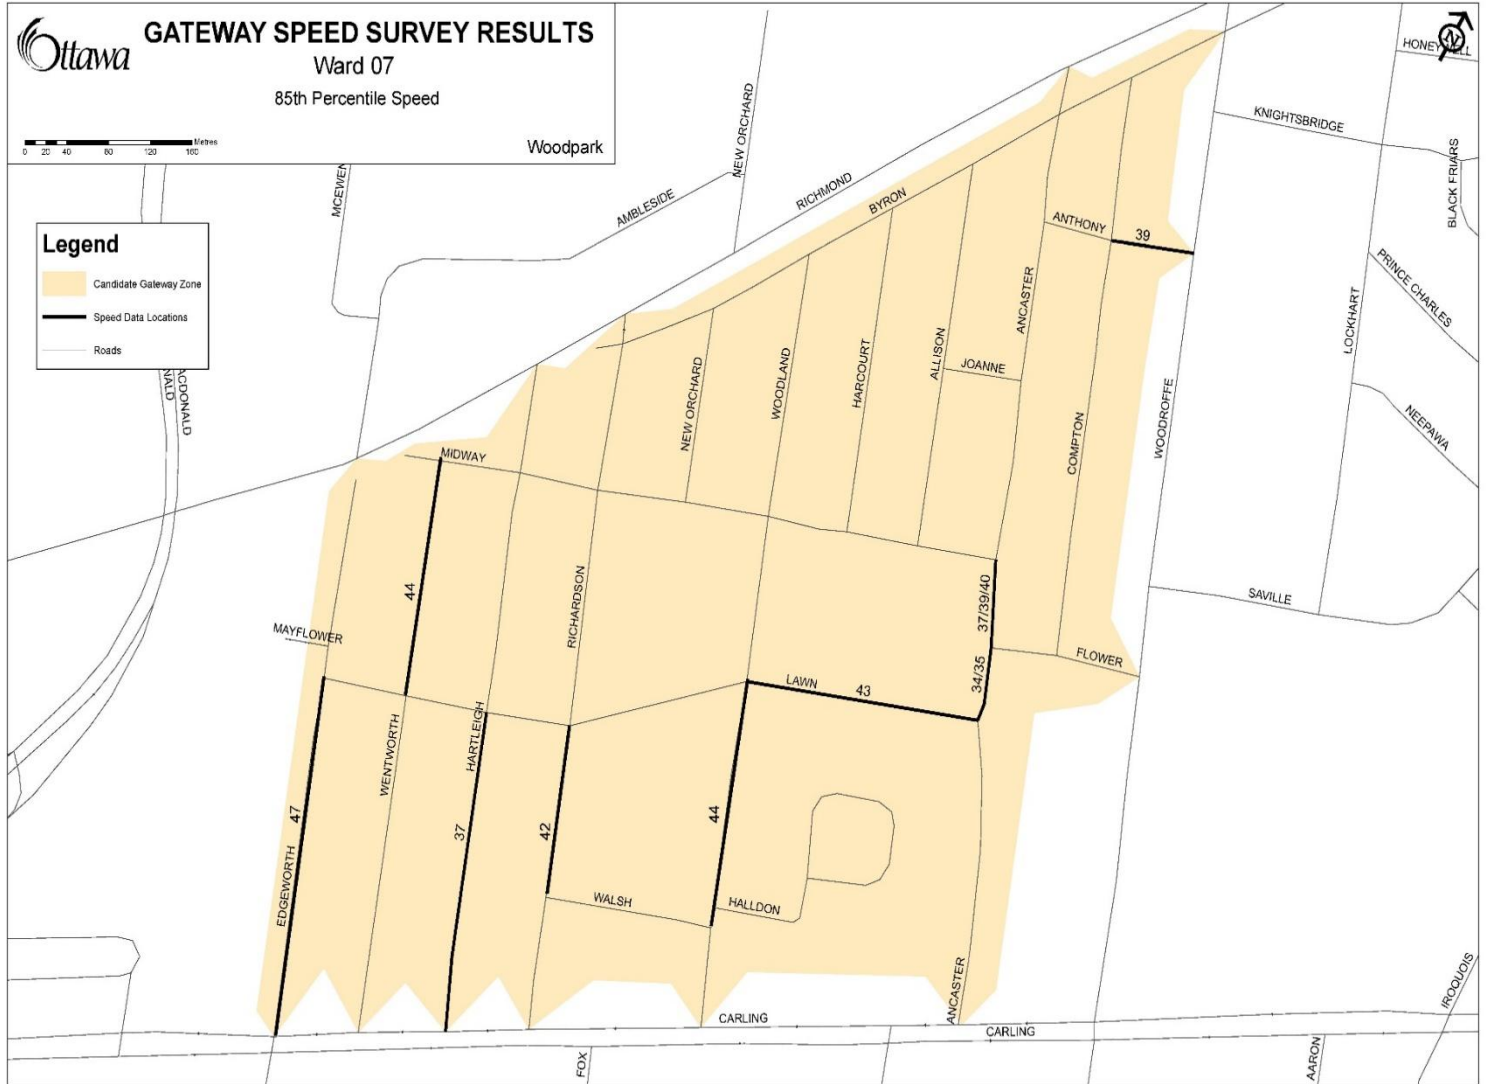 Ottawa
GATEWAY SPEED SURVEY RESULTS
Ward 07
85th Percentile Speed
Metres
0 20 40 80 120 160
Woodpark
N
HONEYWELL
KNIGHTSBRIDGE
BLACK FRIARS
NEW ORCHARD
MCEWEN
AMBLESIDE
RICHMOND
BYRON
ANTHONY
39
Legend
Candidate Gateway Zone
Speed Data Locations
Roads
PRINCE CHARLES
ANCASTER
LOCKHART
ALLISON
JOANNE
HARCOURT
WOODLAND
NEW ORCHARD
NALD
ACDONALD
COMPTON
WOODROFFE
NEEPAWA
MIDWAY
44
RICHARDSON
37/39/40
SAVILLE
MAYFLOWER
FLOWER
34/35
LAWN
43
WENTWORTH
HARTLEIGH
47
37
42
44
EDGEWORTH
WALSH
HALLDON
ANCASTER
IROQUOIS
CARLING
CARLING
FOX
AARON